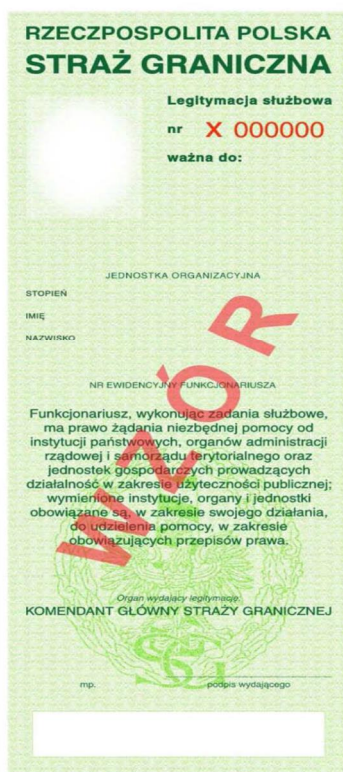 RZECZPOSPOLITA POLSKA
STRAŻ GRANICZNA
Legitymacja służbowa
nr X 000000
ważna do:
JEDNOSTKA ORGANIZACYJNA
STOPIEŃ
IMIĘ
NAZWISKO
NR EWIDENCYJNY FUNKCJONARIUSZA
Funkcjonariusz, wykonując zadania służbowe,
ma prawo żądania niezbędnej pomocy od
instytucji państwowych, organów administracji
rządowej i samorządu terytorialnego oraz
jednostek gospodarczych prowadzących
działalność w zakresie użyteczności publicznej;
wymienione instytucje, organy i jednostki
obowiązane są, w zakresie swojego działania,
do udzielenia pomocy, w zakresie
obowiązujących przepisów prawa.
WZÓR
Organ wydający legitymację:
KOMENDANT GŁÓWNY STRAŻY GRANICZNEJ
SG
mp. podpis wydającego